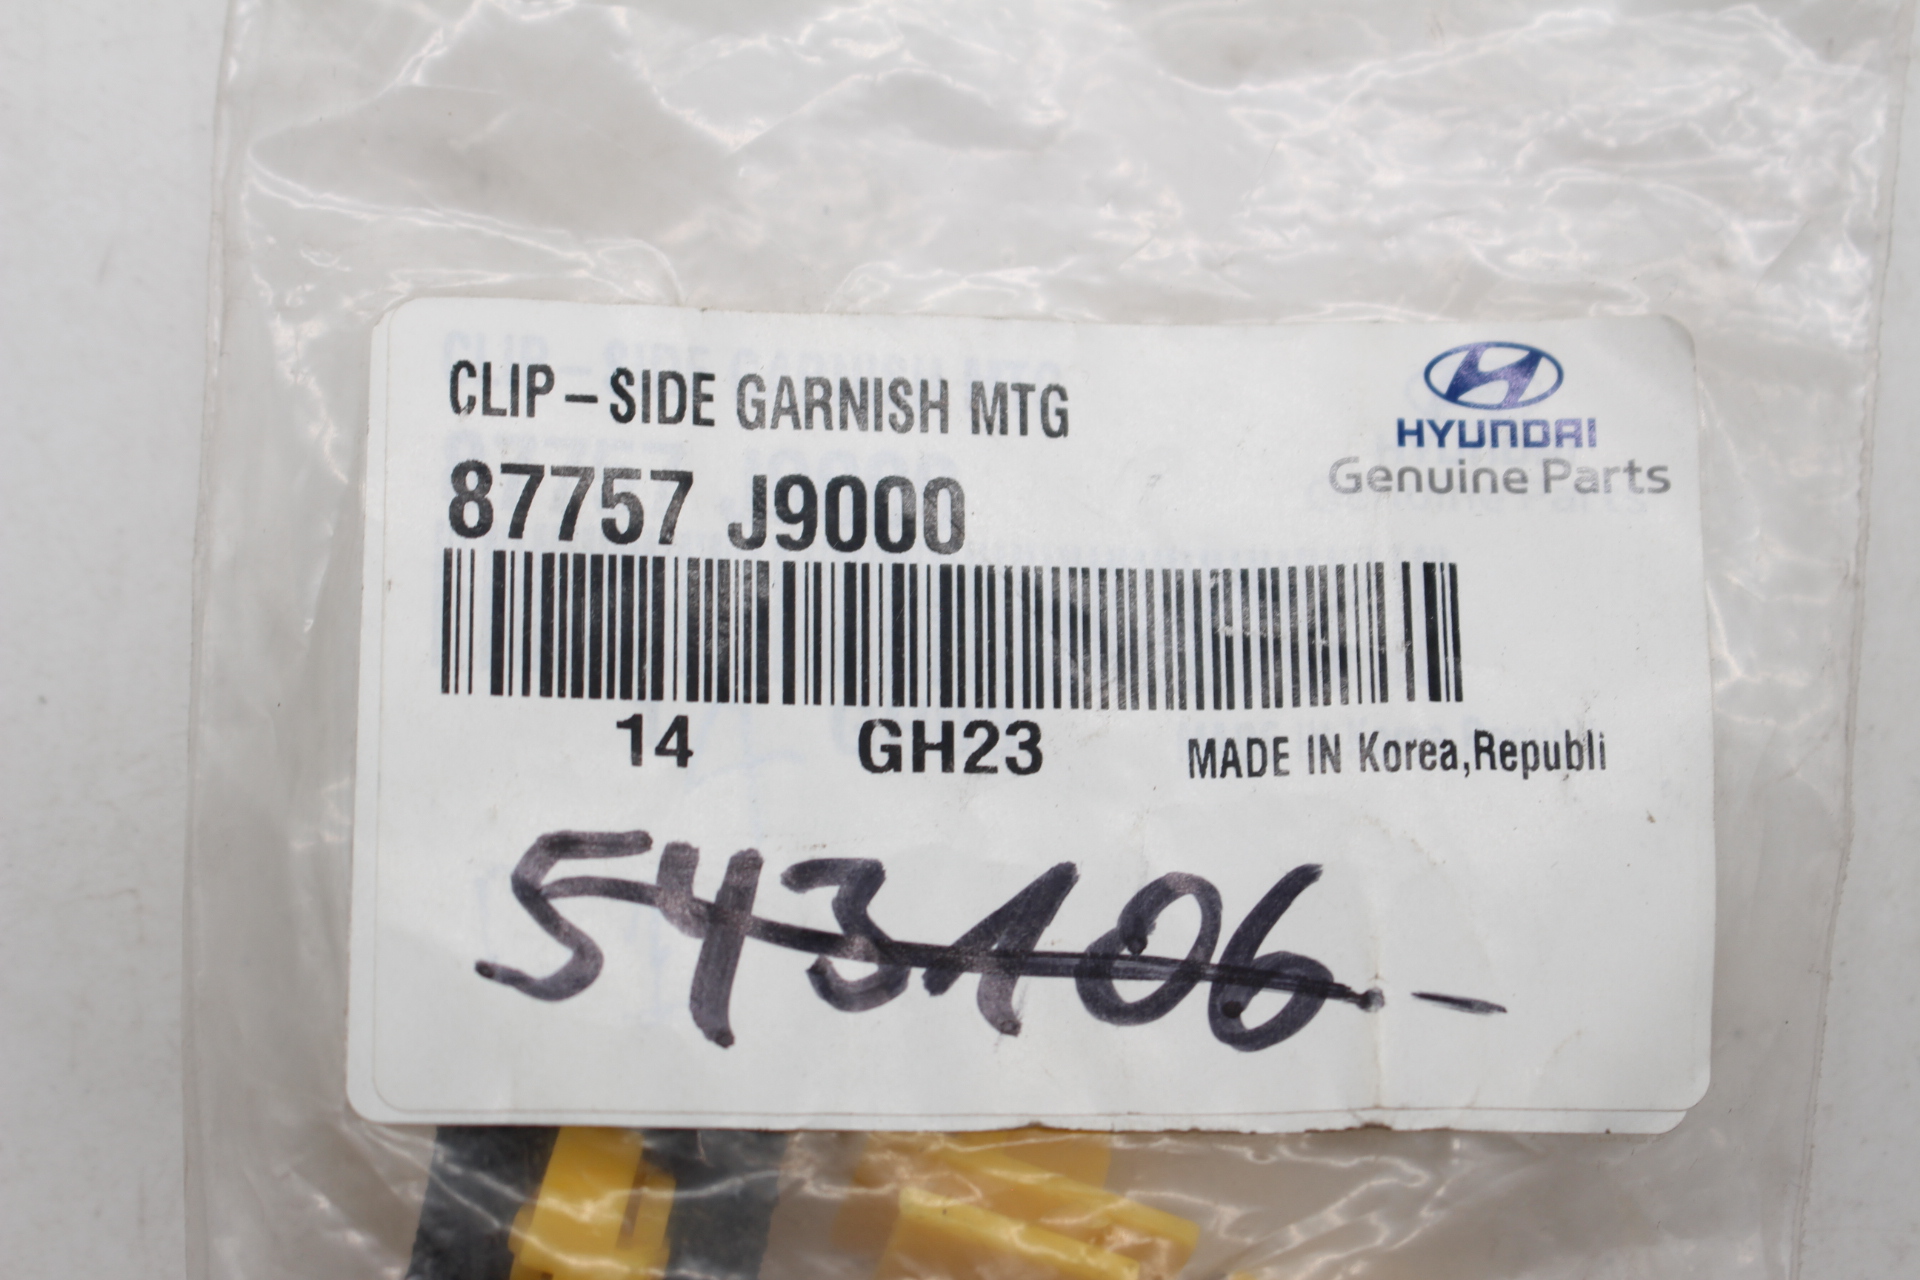 CLIP-SIDE GARNISH MTG
HYUNDAI
Genuine Parts
87757 J9000
14 GH23 MADE IN Korea,Republi
543106-